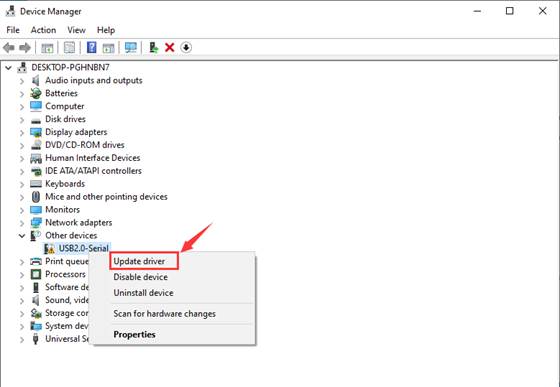 Device Manager
File Action View Help
DESKTOP-PGHNBN7
Audio inputs and outputs
Batteries
Computer
Disk drives
Display adapters
DVD/CD-ROM drives
Human Interface Devices
IDE ATA/ATAPI controllers
Keyboards
Mice and other pointing devices
Monitors
Network adapters
Other devices
USB2.0-Serial
Print queue
Update driver
Processors
Disable device
Software de
Uninstall device
Sound, vide
Storage con
Scan for hardware changes
System devi
Universal Se
Properties